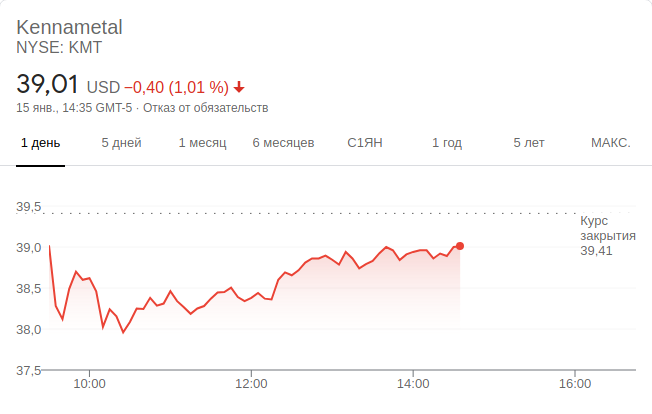 Kennametal
NYSE: KMT
39,01 USD −0,40 (1,01 %)
15 янв., 14:35 GMT-5 · Отказ от обязательств
1 день 5 дней 1 месяц 6 месяцев С1ЯН 1 год 5 лет МАКС.
39,5
Курс
закрытия
39,41
39,0
38,5
38,0
37,5
10:00 12:00 14:00 16:00